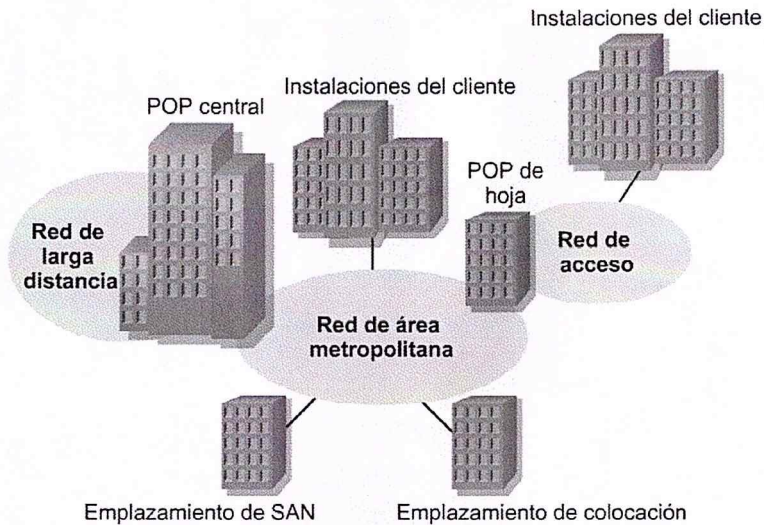 Instalaciones del cliente
Instalaciones del cliente
POP central
POP de
hoja
Red de
larga
distancia
Red de
acceso
Red de área
metropolitana
Emplazamiento de SAN
Emplazamiento de colocación